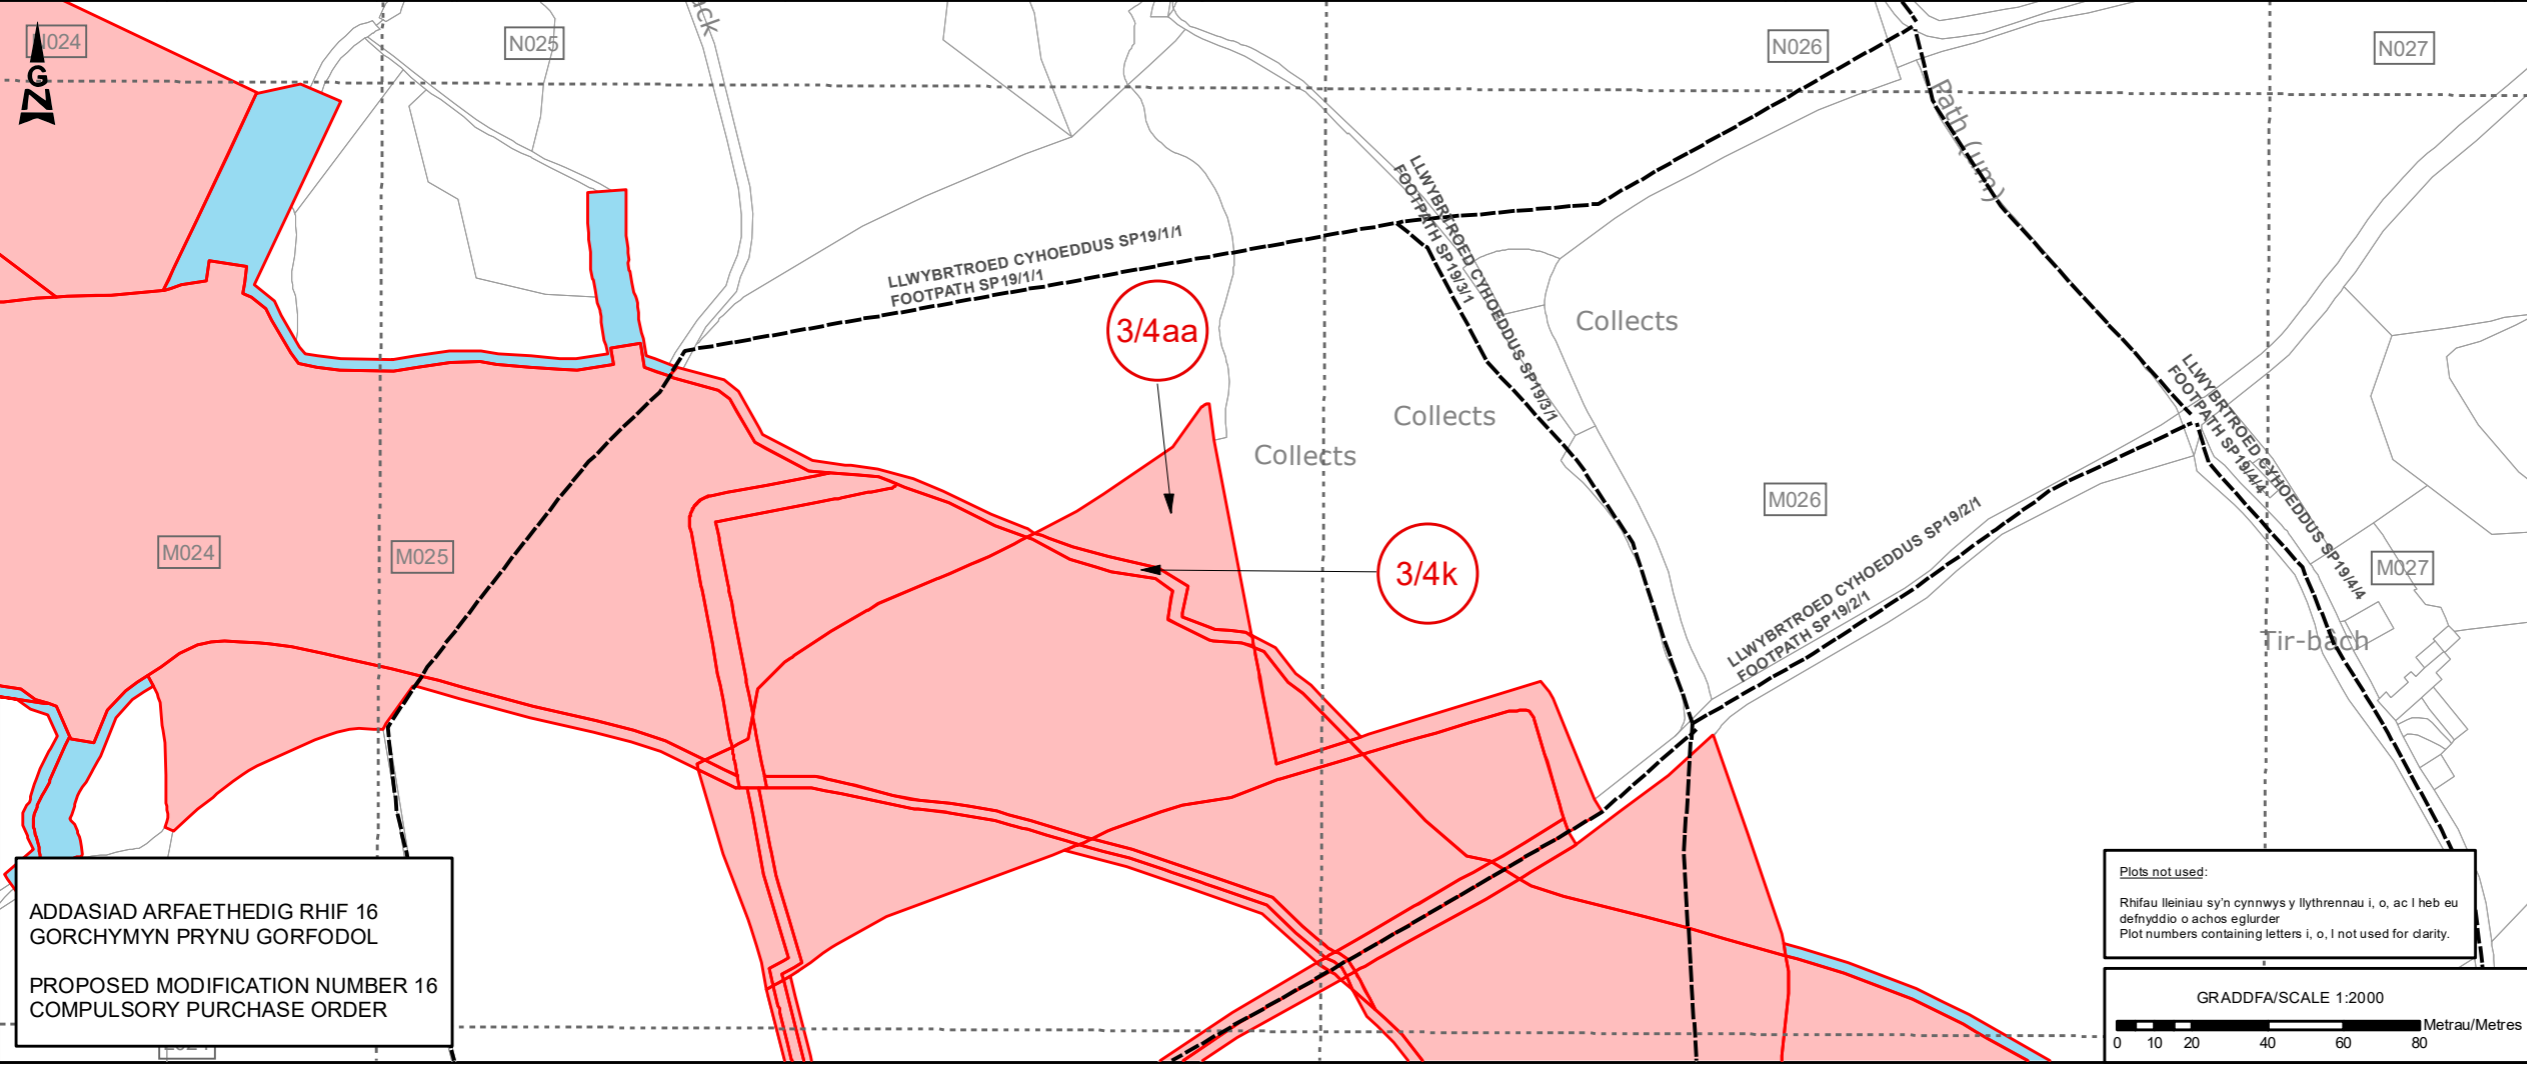 N024
N025
ack
N026
N027
G
N
Path (um)
LLWYBRTROED CYHOEDDUS SP19/1/1
FOOTPATH SP19/1/1
LLWYBRTROED CYHOEDDUS SP19/3/1
FOOTPATH SP19/3/1
3/4aa
Collects
Collects
Collects
LLWYBRTROED CYHOEDDUS SP19/4/4
FOOTPATH SP19/4/4
M024
M025
M026
M027
3/4k
LLWYBRTROED CYHOEDDUS SP19/2/1
FOOTPATH SP19/2/1
Tir-bach
ADDASIAD ARFAETHEDIG RHIF 16
GORCHYMYN PRYNU GORFODOL
PROPOSED MODIFICATION NUMBER 16
COMPULSORY PURCHASE ORDER
Plots not used:
Rhifau lleiniau sy'n cynnwys y llythrennau i, o, ac l heb eu
defnyddio o achos eglurder
Plot numbers containing letters i, o, l not used for clarity.
GRADDFA/SCALE 1:2000
Metrau/Metres
0 10 20 40 60 80